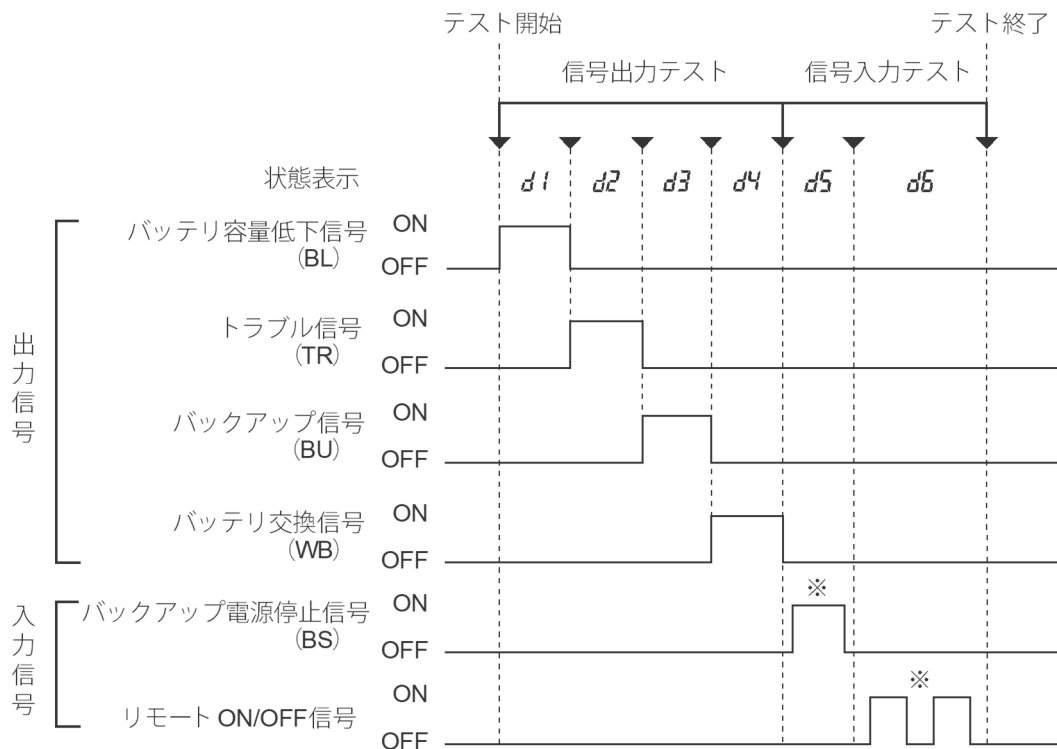 テスト開始
テスト終了
信号出力テスト
信号入力テスト
状態表示
d1 d2 d3 d4 d5 d6
出力信号
バッテリ容量低下信号
(BL)
ON
OFF
トラブル信号
(TR)
ON
OFF
バックアップ信号
(BU)
ON
OFF
バッテリ交換信号
(WB)
ON
OFF
入力信号
バックアップ電源停止信号
(BS)
ON
OFF
※
リモート ON/OFF信号
ON
OFF
※